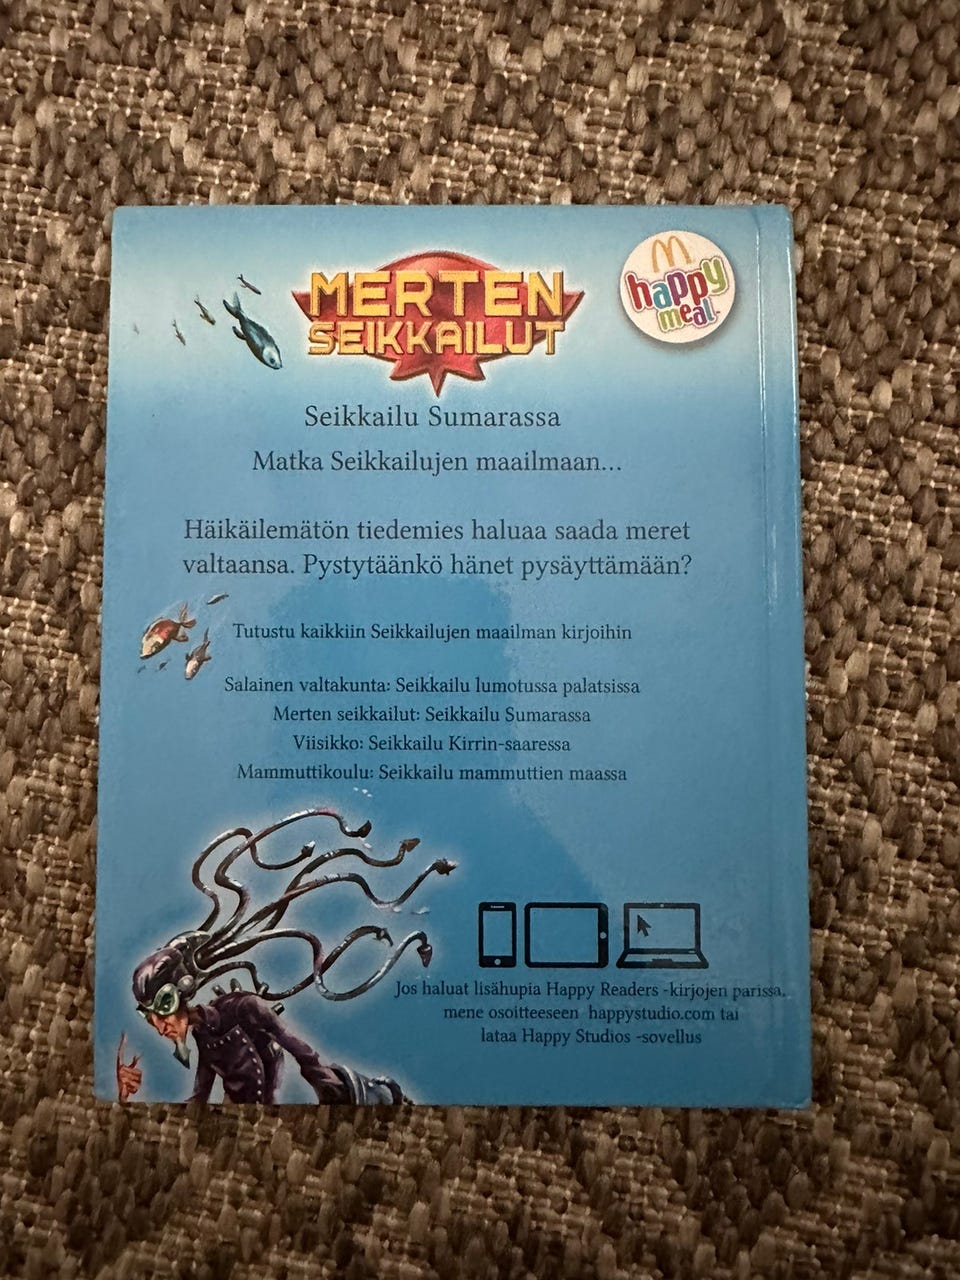 MERTEN
SEIKKAILUT
M
happy
meal
Seikkailu Sumarassa
Matka Seikkailujen maailmaan...
Häikäilemätön tiedemies haluaa saada meret
valtaansa. Pystytäänkö hänet pysäyttämään?
Tutustu kaikkiin Seikkailujen maailman kirjoihin
Salainen valtakunta: Seikkailu lumotussa palatsissa
Merten seikkailut: Seikkailu Sumarassa
Viisikko: Seikkailu Kirrin-saaressa
Mammuttikoulu: Seikkailu mammuttien maassa
Jos haluat lisähupia Happy Readers -kirjojen parissa,
mene osoitteeseen happystudio.com tai
lataa Happy Studios -sovellus